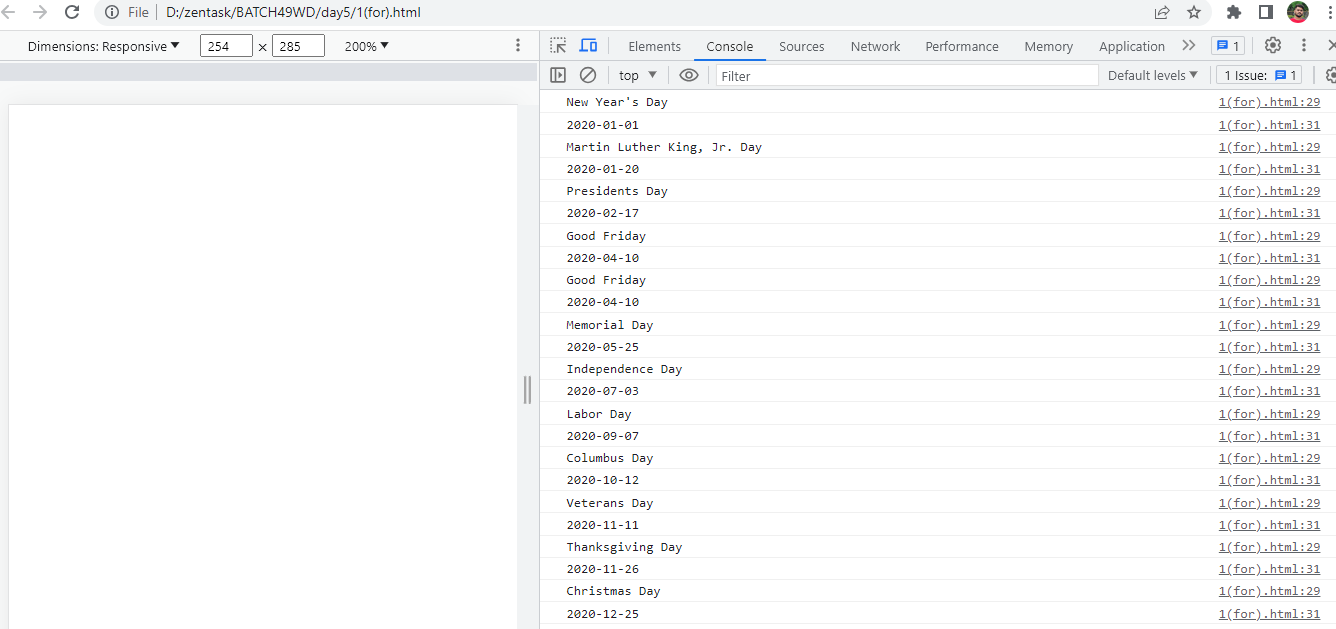 File D:/zentask/BATCH49WD/day5/1(for).html
Dimensions: Responsive 254 × 285 200%
Elements Console Sources Network Performance Memory Application 1
top Filter Default levels 1 Issue: 1
New Year's Day 1(for).html:29
2020-01-01 1(for).html:31
Martin Luther King, Jr. Day 1(for).html:29
2020-01-20 1(for).html:31
Presidents Day 1(for).html:29
2020-02-17 1(for).html:31
Good Friday 1(for).html:29
2020-04-10 1(for).html:31
Good Friday 1(for).html:29
2020-04-10 1(for).html:31
Memorial Day 1(for).html:29
2020-05-25 1(for).html:31
Independence Day 1(for).html:29
2020-07-03 1(for).html:31
Labor Day 1(for).html:29
2020-09-07 1(for).html:31
Columbus Day 1(for).html:29
2020-10-12 1(for).html:31
Veterans Day 1(for).html:29
2020-11-11 1(for).html:31
Thanksgiving Day 1(for).html:29
2020-11-26 1(for).html:31
Christmas Day 1(for).html:29
2020-12-25 1(for).html:31